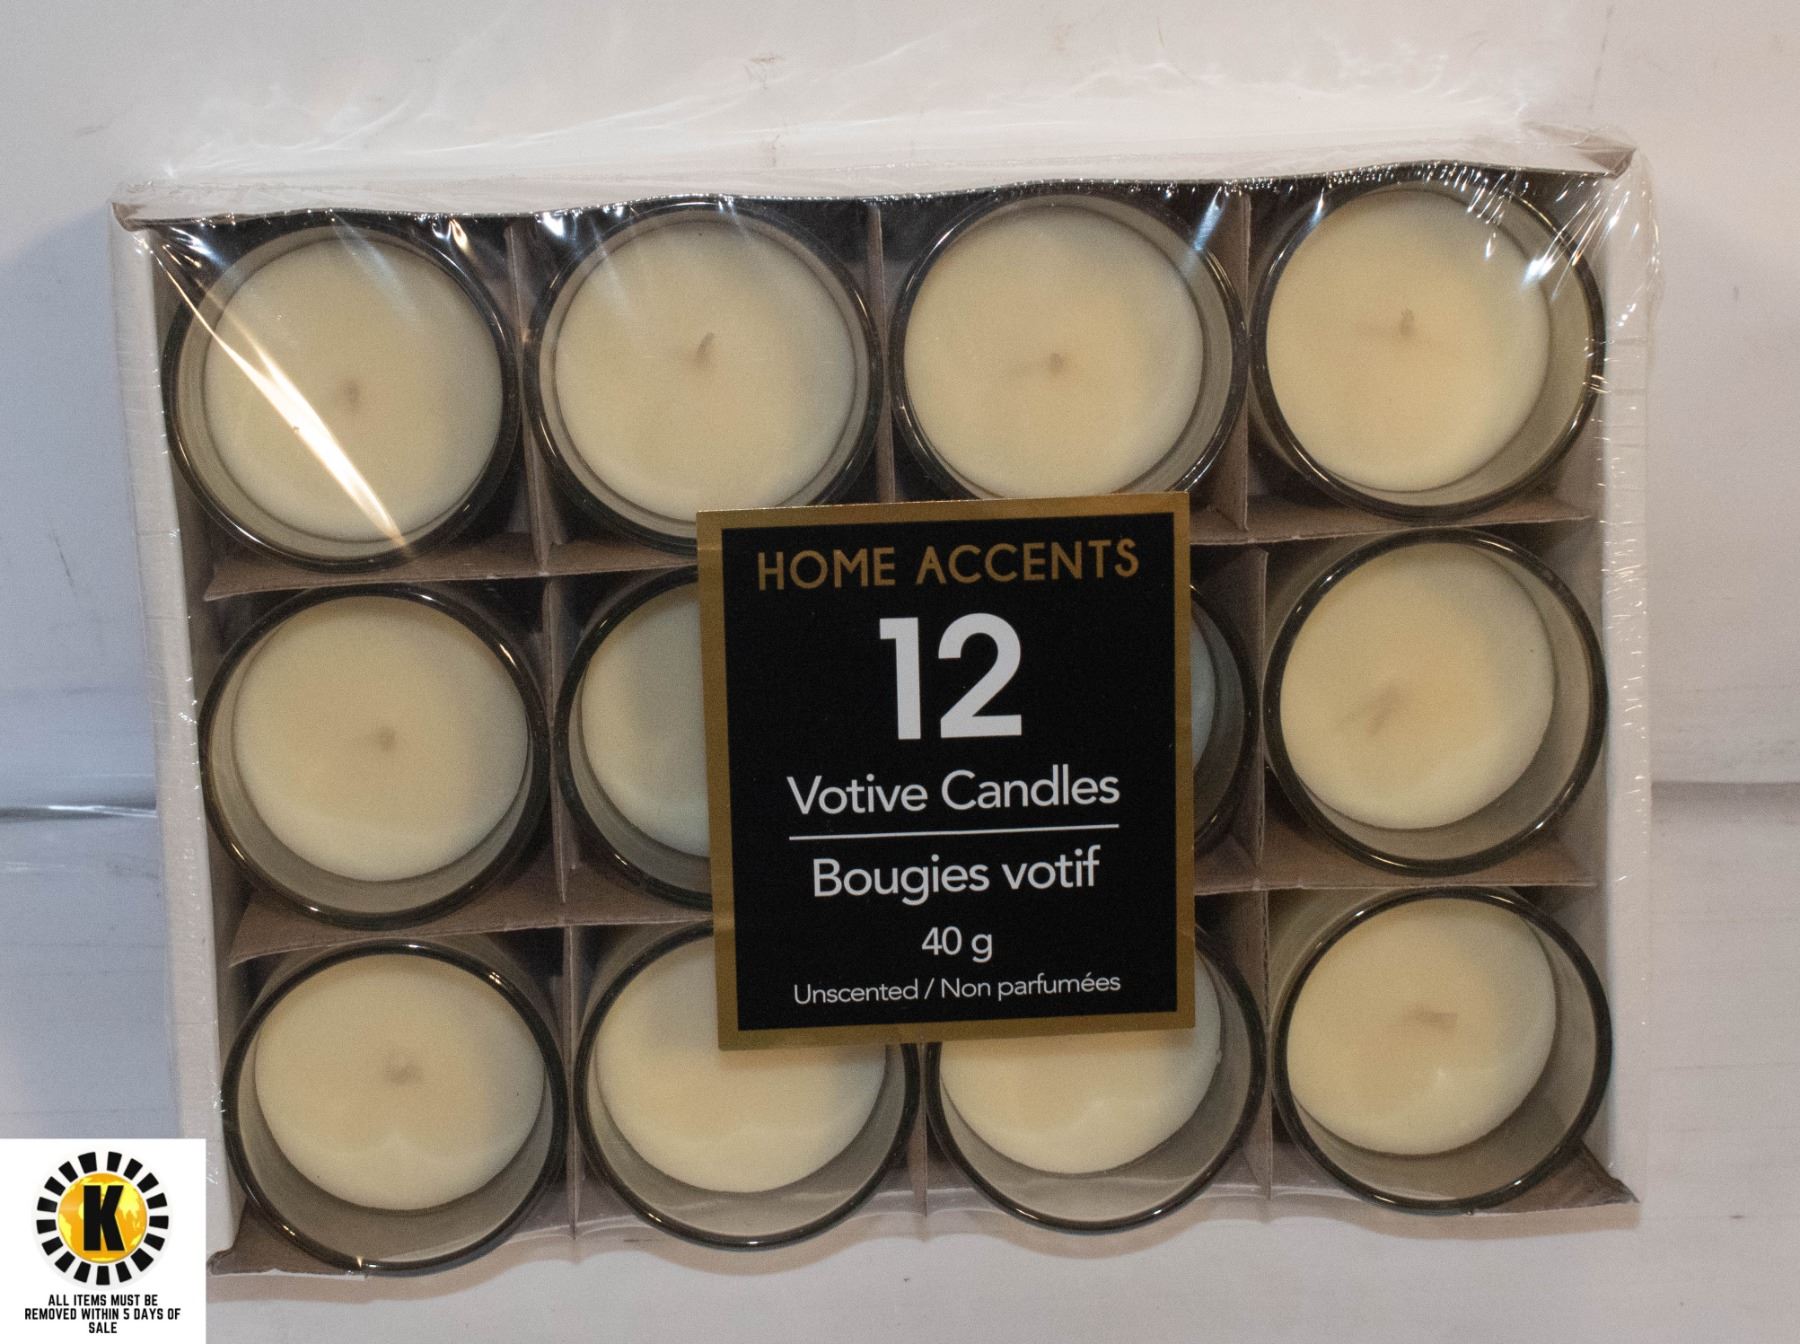 HOME ACCENTS
12
Votive Candles
Bougies votif
40 g
Unscented / Non parfumées
K
ALL ITEMS MUST BE
REMOVED WITHIN 5 DAYS OF
SALE